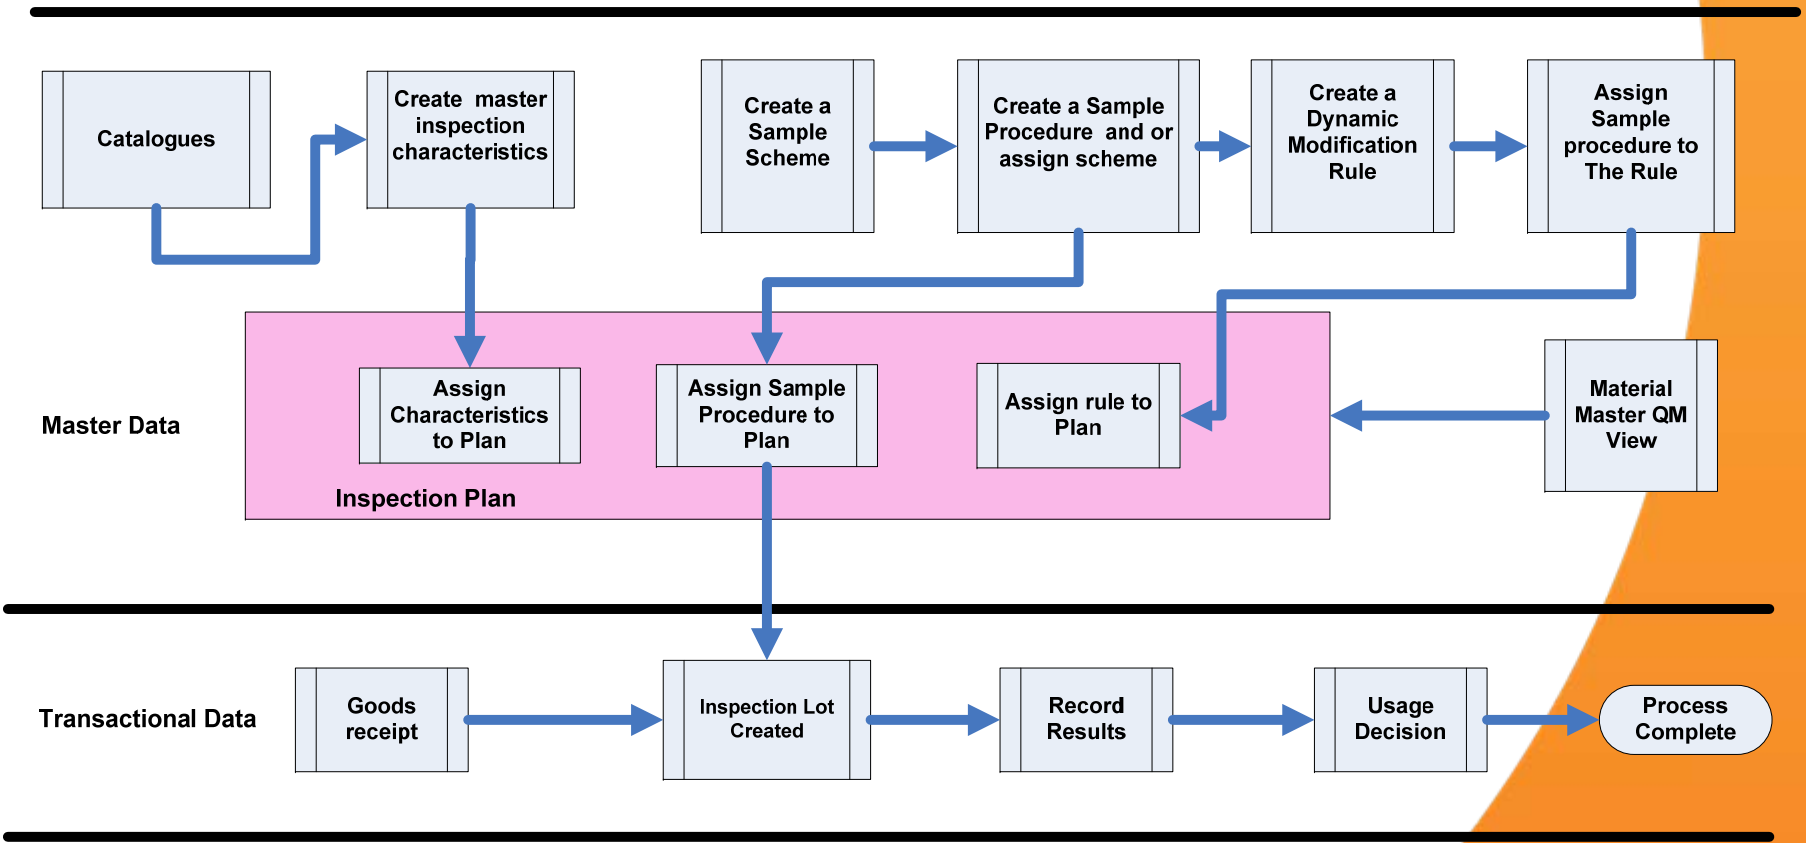 Catalogues
Create master
inspection
characteristics
Create a
Sample
Scheme
Create a Sample
Procedure and or
assign scheme
Create a
Dynamic
Modification
Rule
Assign
Sample
procedure to
The Rule
Master Data
Assign
Characteristics
to Plan
Assign Sample
Procedure to
Plan
Assign rule to
Plan
Material
Master QM
View
Inspection Plan
Transactional Data
Goods
receipt
Inspection Lot
Created
Record
Results
Usage
Decision
Process
Complete